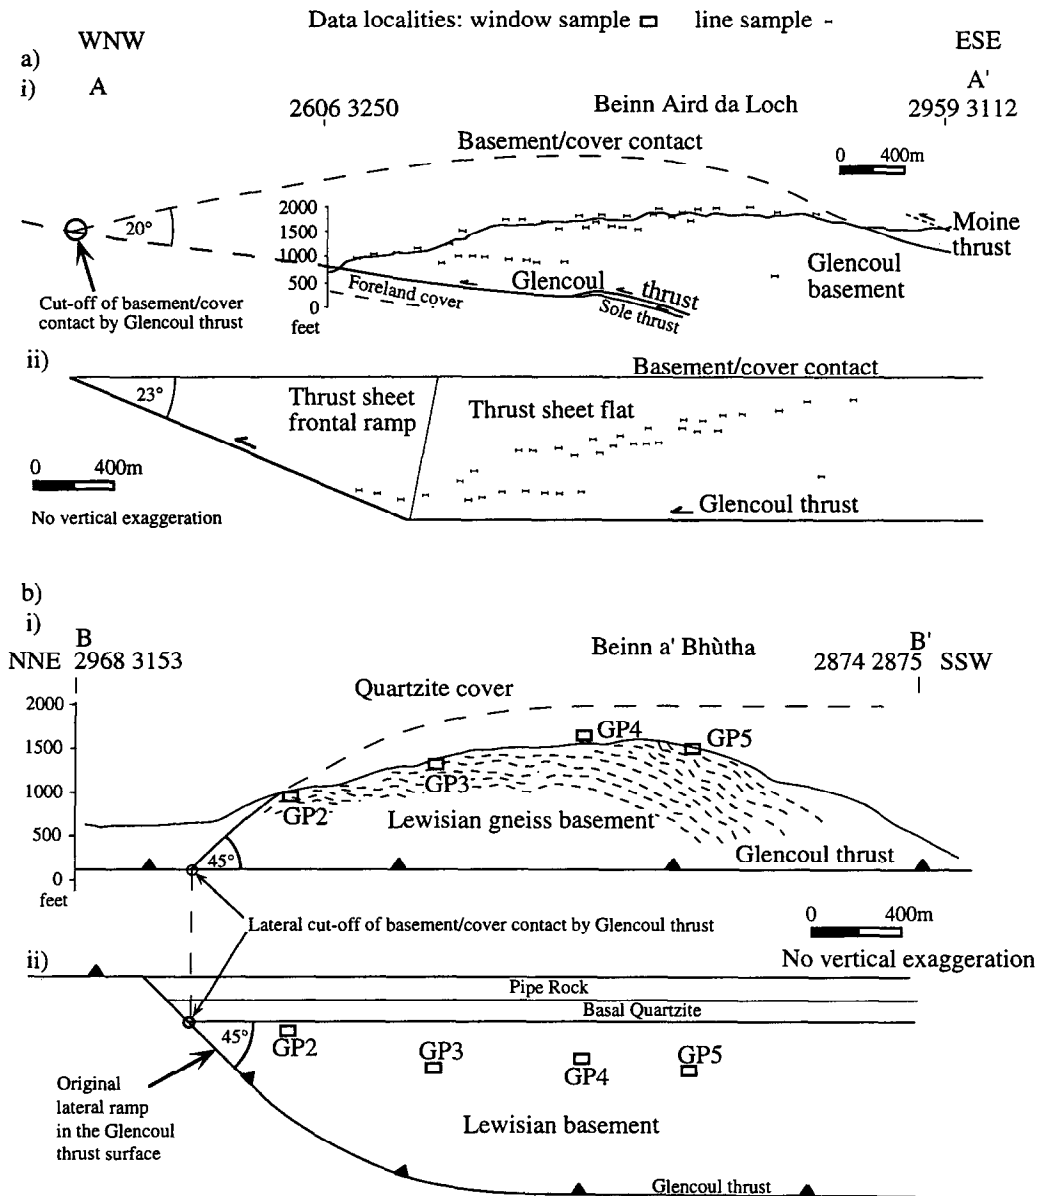 Data localities: window sample line sample -
WNW
ESE
a)
i)
A
A'
2606 3250
Beinn Aird da Loch
2959 3112
Basement/cover contact
0 400m
20°
2000
1500
1000
500
0
feet
Moine
thrust
Glencoul
basement
Glencoul thrust
Foreland cover
Sole thrust
Cut-off of basement/cover
contact by Glencoul thrust
ii)
Basement/cover contact
23°
Thrust sheet
frontal ramp
Thrust sheet flat
0 400m
Glencoul thrust
No vertical exaggeration
b)
i)
B
B'
NNE 2968 3153
Beinn a' Bhùtha
2874 2875 SSW
Quartzite cover
2000
1500
1000
500
0
feet
GP4
GP5
GP3
GP2
Lewisian gneiss basement
Glencoul thrust
45°
Lateral cut-off of basement/cover contact by Glencoul thrust
0 400m
No vertical exaggeration
ii)
Pipe Rock
Basal Quartzite
45°
GP2
GP3
GP4
GP5
Original
lateral ramp
in the Glencoul
thrust surface
Lewisian basement
Glencoul thrust